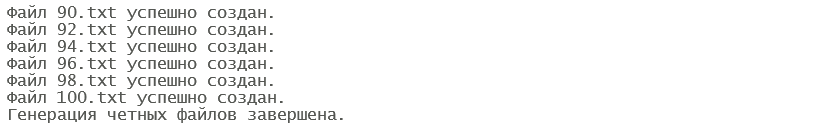 Файл 90.txt успешно создан.
Файл 92.txt успешно создан.
Файл 94.txt успешно создан.
Файл 96.txt успешно создан.
Файл 98.txt успешно создан.
Файл 100.txt успешно создан.
Генерация четных файлов завершена.